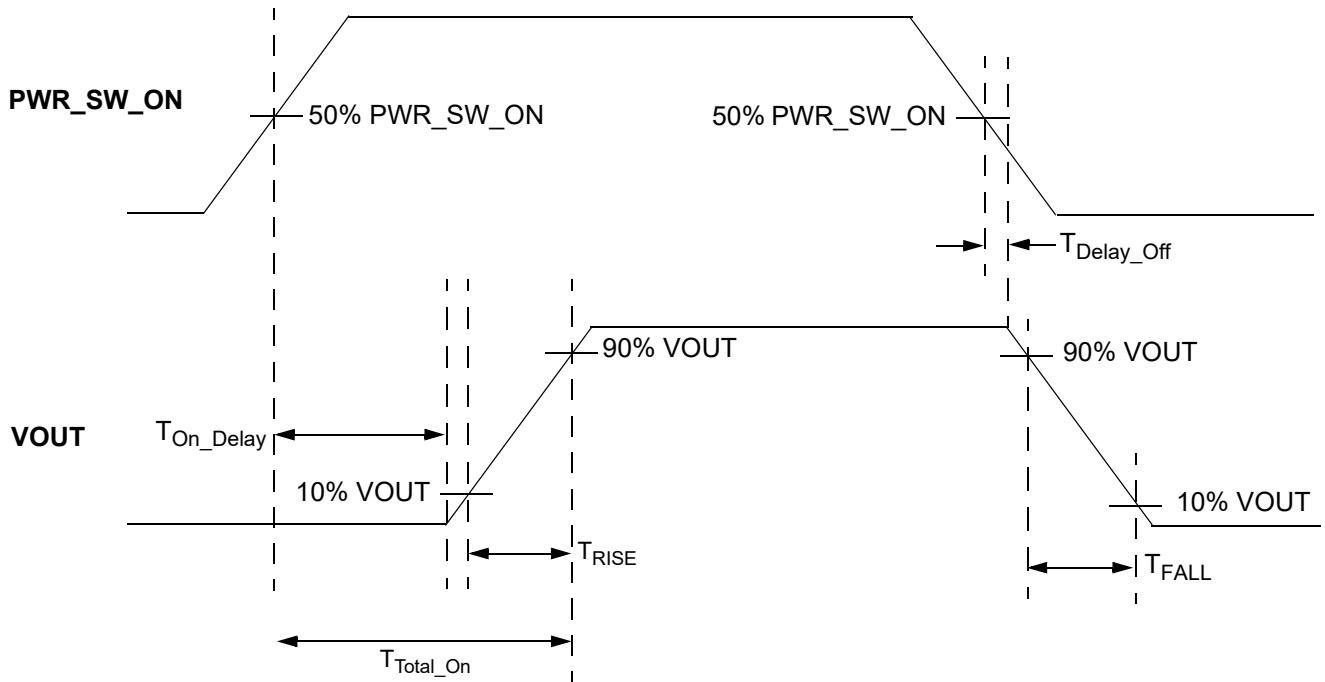 PWR_SW_ON
50% PWR_SW_ON
50% PWR_SW_ON
TDelay_Off
90% VOUT
90% VOUT
VOUT
TOn_Delay
10% VOUT
10% VOUT
TRISE
TFALL
TTotal_On